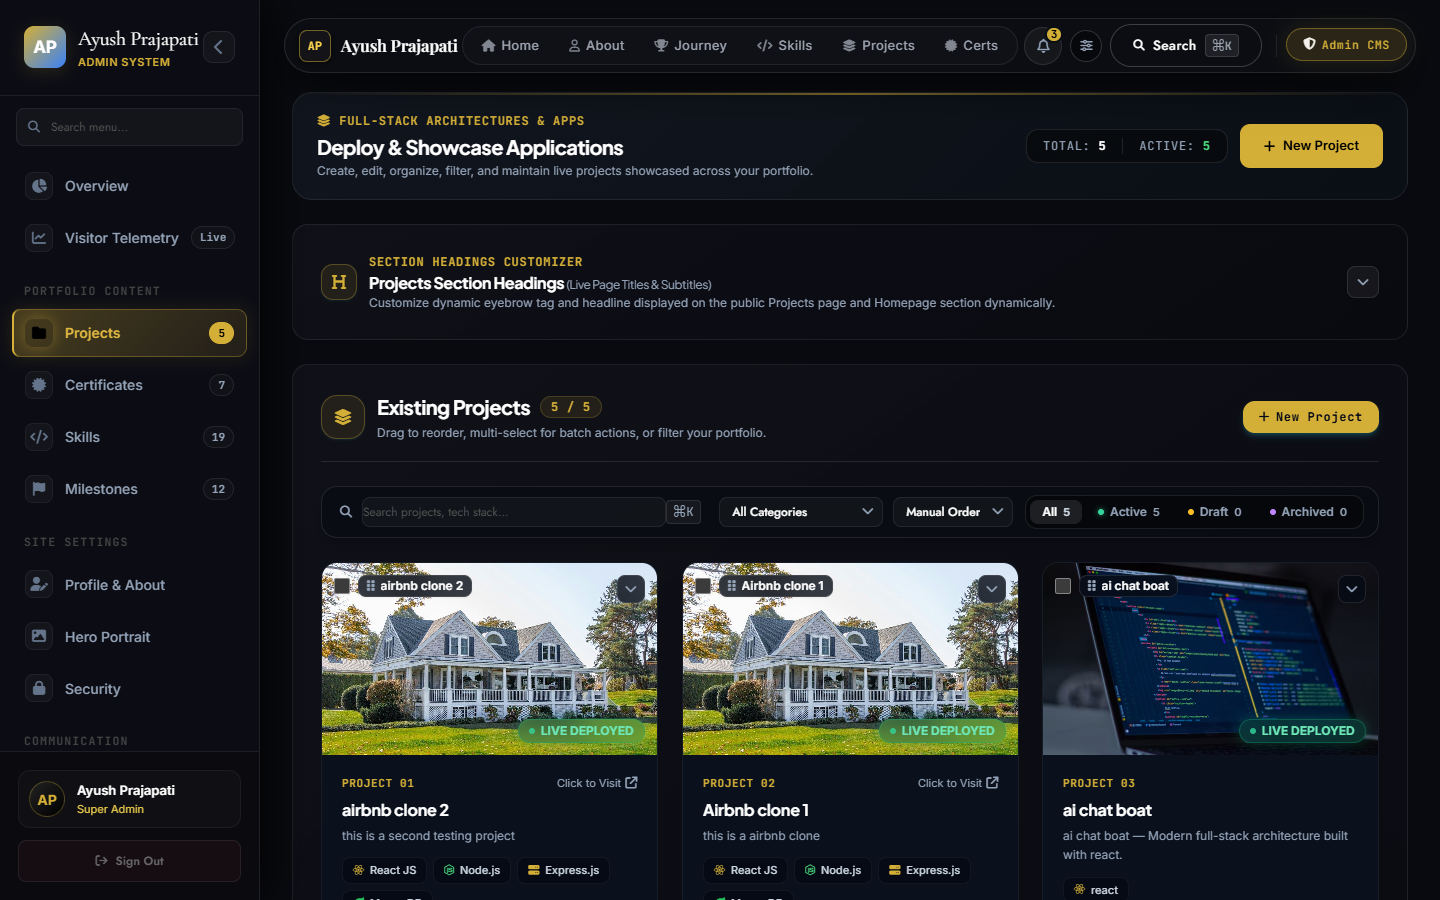 AP
Ayush Prajapati
ADMIN SYSTEM
Search menu...
Overview
Visitor Telemetry
Live
PORTFOLIO CONTENT
Projects
5
Certificates
7
Skills
19
Milestones
12
SITE SETTINGS
Profile & About
Hero Portrait
Security
COMMUNICATION
AP
Ayush Prajapati
Super Admin
Sign Out
AP
Ayush Prajapati
Home
About
Journey
Skills
Projects
Certs
3
Search
⌘K
Admin CMS
FULL-STACK ARCHITECTURES & APPS
Deploy & Showcase Applications
Create, edit, organize, filter, and maintain live projects showcased across your portfolio.
TOTAL: 5
ACTIVE: 5
+ New Project
H
SECTION HEADINGS CUSTOMIZER
Projects Section Headings (Live Page Titles & Subtitles)
Customize dynamic eyebrow tag and headline displayed on the public Projects page and Homepage section dynamically.
Existing Projects
5 / 5
Drag to reorder, multi-select for batch actions, or filter your portfolio.
+ New Project
Search projects, tech stack...
⌘K
All Categories
Manual Order
All 5
Active 5
Draft 0
Archived 0
airbnb clone 2
LIVE DEPLOYED
PROJECT 01
Click to Visit
airbnb clone 2
this is a second testing project
React JS
Node.js
Express.js
Airbnb Clone 1
LIVE DEPLOYED
PROJECT 02
Click to Visit
Airbnb Clone 1
this is a airbnb clone
React JS
Node.js
Express.js
ai chat boat
LIVE DEPLOYED
PROJECT 03
ai chat boat
ai chat boat — Modern full-stack architecture built
with react.
react